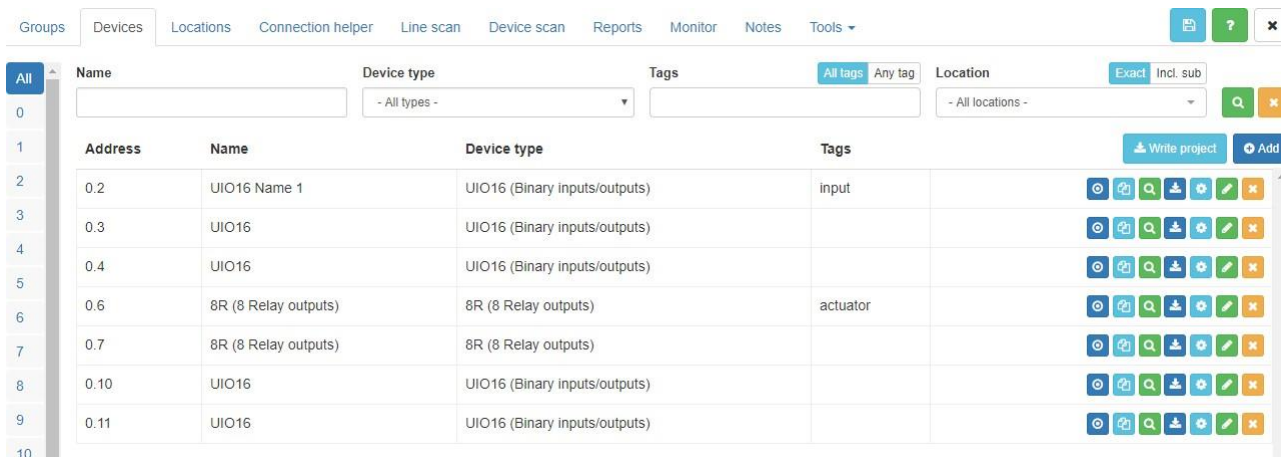 Groups Devices Locations Connection helper Line scan Device scan Reports Monitor Notes Tools ?
All Name Device type Tags All tags Any tag Location Exact Incl. sub
- All types - - All locations -
0
1 Address Name Device type Tags Write project Add
2 0.2 UIO16 Name 1 UIO16 (Binary inputs/outputs) input
3 0.3 UIO16 UIO16 (Binary inputs/outputs)
4 0.4 UIO16 UIO16 (Binary inputs/outputs)
5
6 0.6 8R (8 Relay outputs) 8R (8 Relay outputs) actuator
7 0.7 8R (8 Relay outputs) 8R (8 Relay outputs)
8 0.10 UIO16 UIO16 (Binary inputs/outputs)
9 0.11 UIO16 UIO16 (Binary inputs/outputs)
10